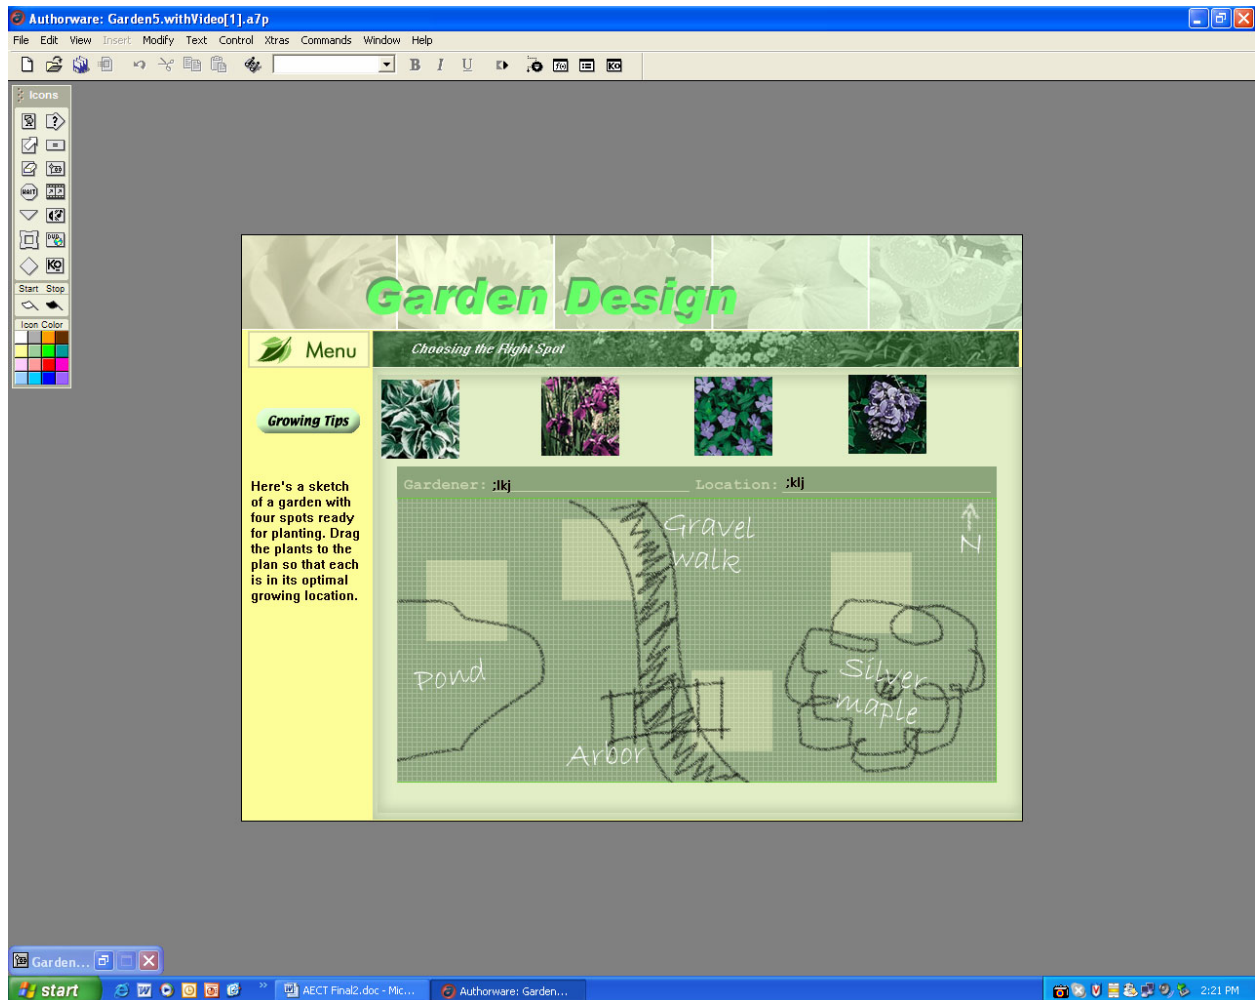 Authorware: Garden5.withVideo[1].a7p
File Edit View Insert Modify Text Control Xtras Commands Window Help
B I U
Icons
WAIT
DVD
KO
Start Stop
Icon Color
Garden Design
Menu
Choosing the Right Spot
Growing Tips
Here's a sketch
of a garden with
four spots ready
for planting. Drag
the plants to the
plan so that each
is in its optimal
growing location.
Gardener: ;lkj Location: ;klj
Gravel
walk
N
Pond
Silver
maple
Arbor
Garden...
start
AECT Final2.doc - Mic...
Authorware: Garden...
2:21 PM